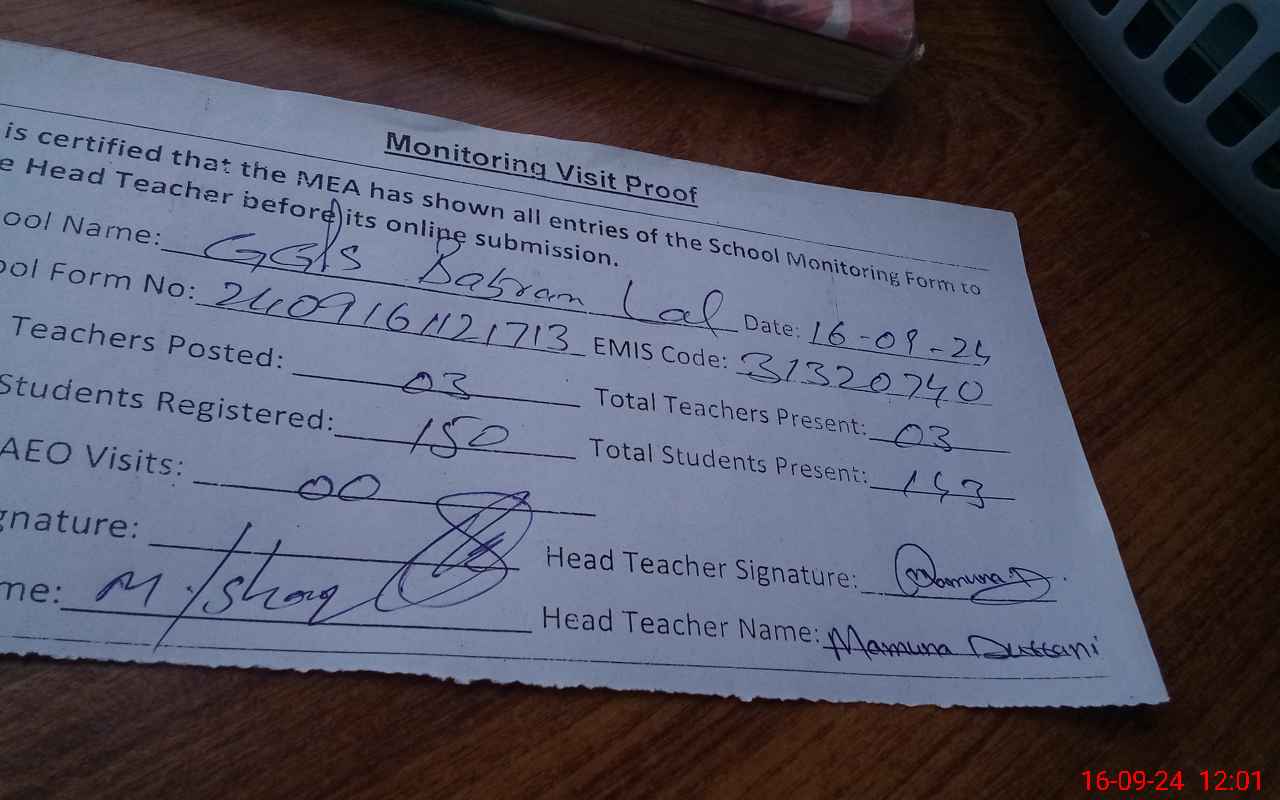 Monitoring Visit Proof
is certified that the MEA has shown all entries of the School Monitoring Form to
e Head Teacher before its online submission.
ool Name: GGPS Babram Lal Date: 16-09-24
ool Form No: 240916121713 EMIS Code: 31320740
Teachers Posted: 03 Total Teachers Present: 03
Students Registered: 150 Total Students Present: 143
AEO Visits: 00
gnature: Head Teacher Signature: Mamuna D.
me: M. Ishaq Head Teacher Name: Mamuna Durrani
16-09-24 12:01